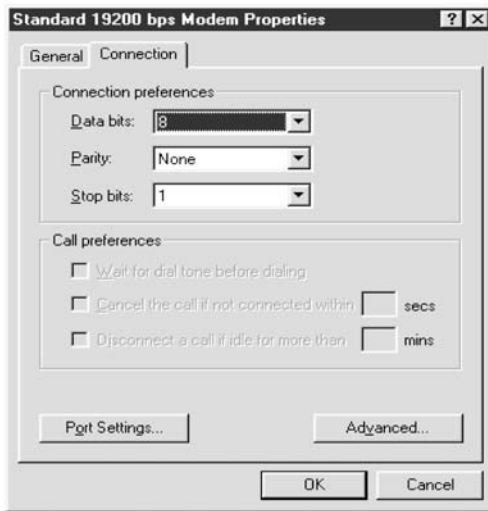 Standard 19200 bps Modem Properties
General Connection
Connection preferences
Data bits: 8
Parity: None
Stop bits: 1
Call preferences
Wait for dial tone before dialing
Cancel the call if not connected within secs
Disconnect a call if idle for more than mins
Port Settings... Advanced...
OK Cancel